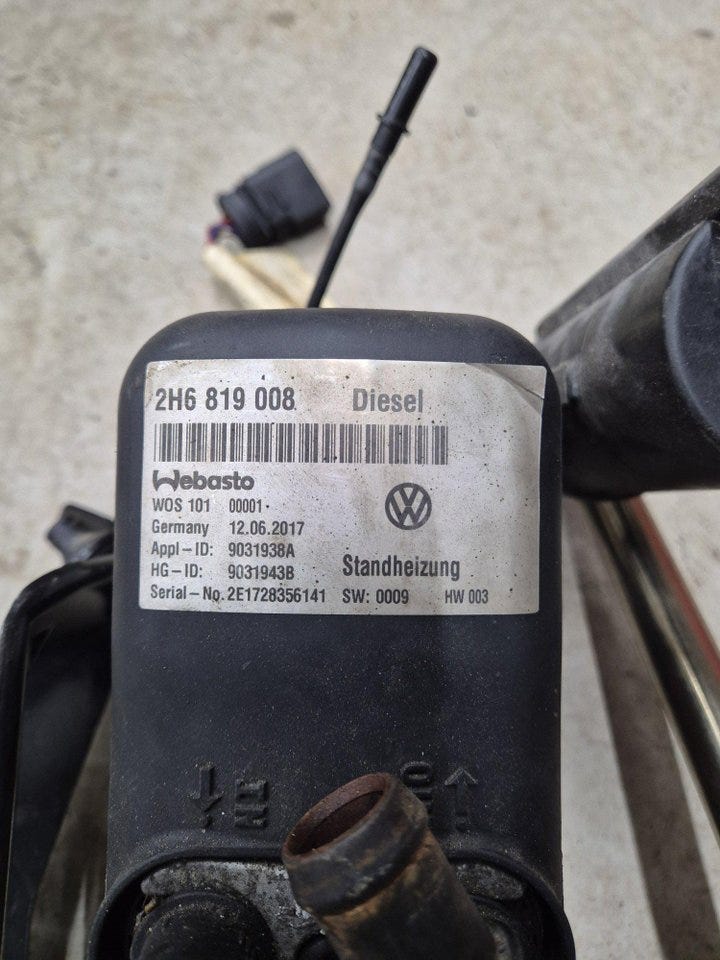 2H6 819 008 Diesel
Webasto
WOS 101 00001
Germany 12.06.2017
Appl-ID: 9031938A
HG-ID: 9031943B Standheizung
Serial-No. 2E1728356141 SW: 0009 HW 003
IN OUT